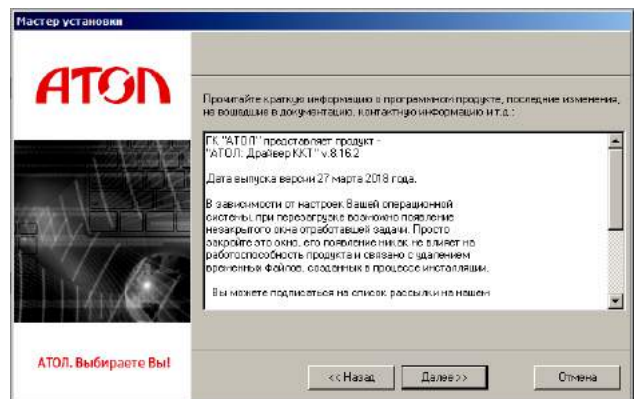 Мастер установки
АТОЛ
Прочитайте краткую информацию о программном продукте, последние изменения,
не вошедшие в документацию, контактную информацию и т.д.:
ГК "АТОЛ" представляет продукт -
"АТОЛ: Драйвер ККТ" v.8.16.2
Дата выпуска версии 27 марта 2018 года.
В зависимости от настроек Вашей операционной
системы, при перезагрузке возможно появление
незакрытого окна отработавшей задачи. Просто
закройте это окно, его появление никак не влияет на
работоспособность продукта и связано с удалением
временных файлов, созданных в процессе инсталляции.
Вы можете подписаться на список рассылки на нашем
АТОЛ. Выбираете Вы!
<< Назад
Далее >>
Отмена